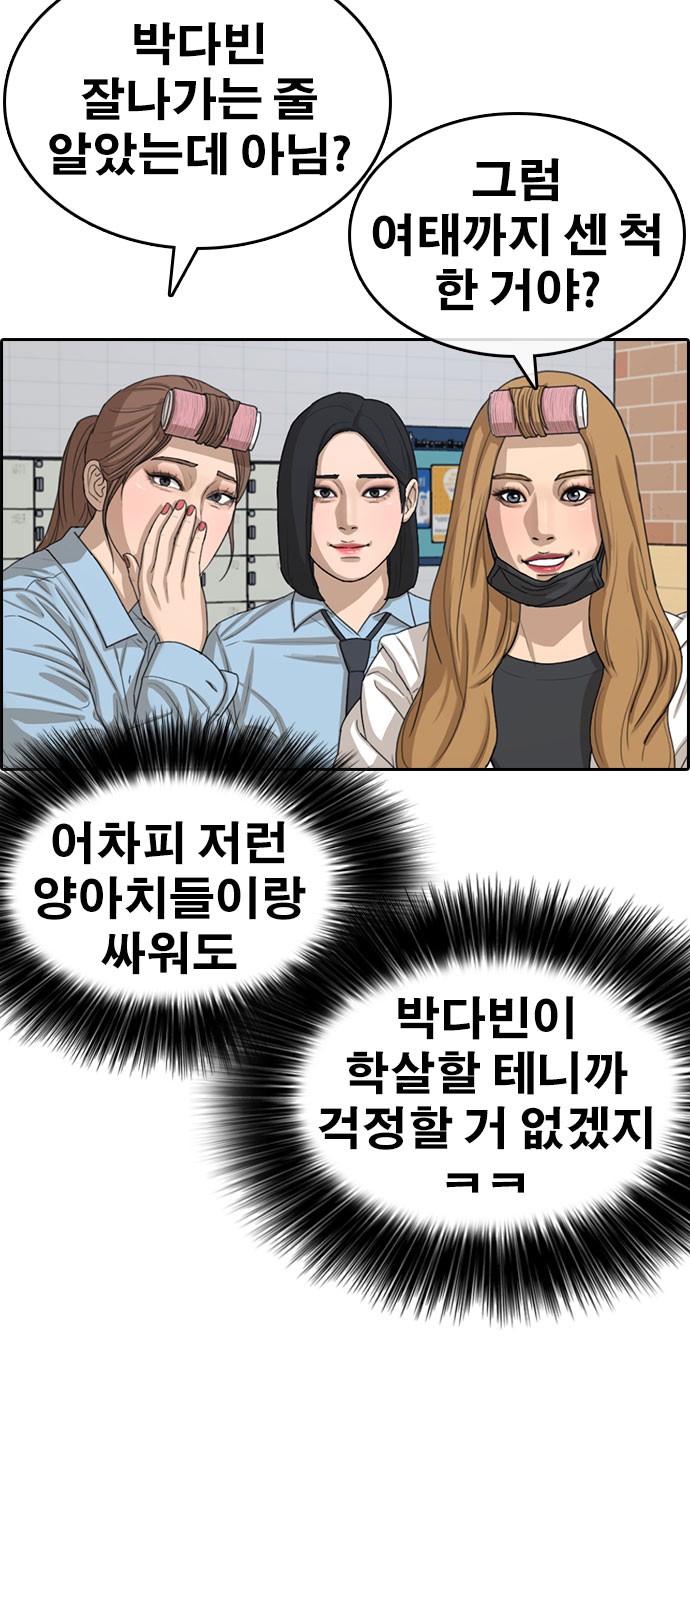 박다빈
잘나가는 줄
알았는데 아님?
그럼
여태까지 센 척
한 거야?
어차피 저런
양아치들이랑
싸워도
박다빈이
학살할 테니까
걱정할 거 없겠지
ㅋㅋ